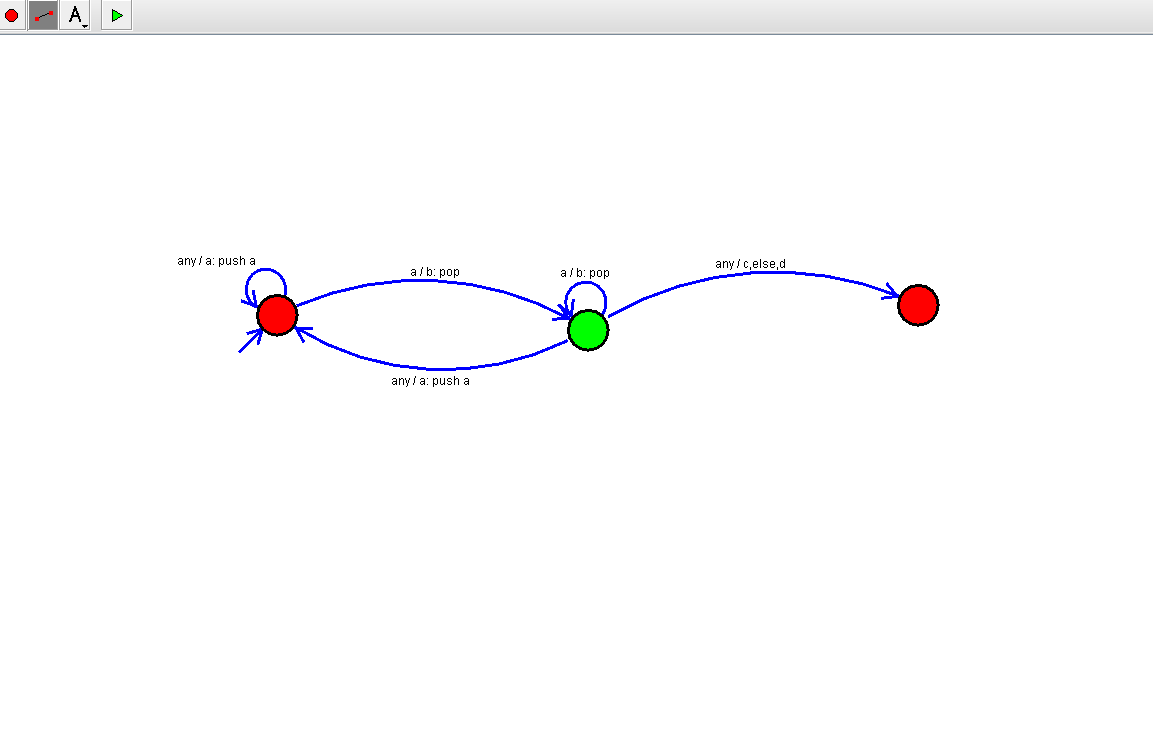 A
any / a: push a
a / b: pop
a / b: pop
any / c,else,d
any / a: push a